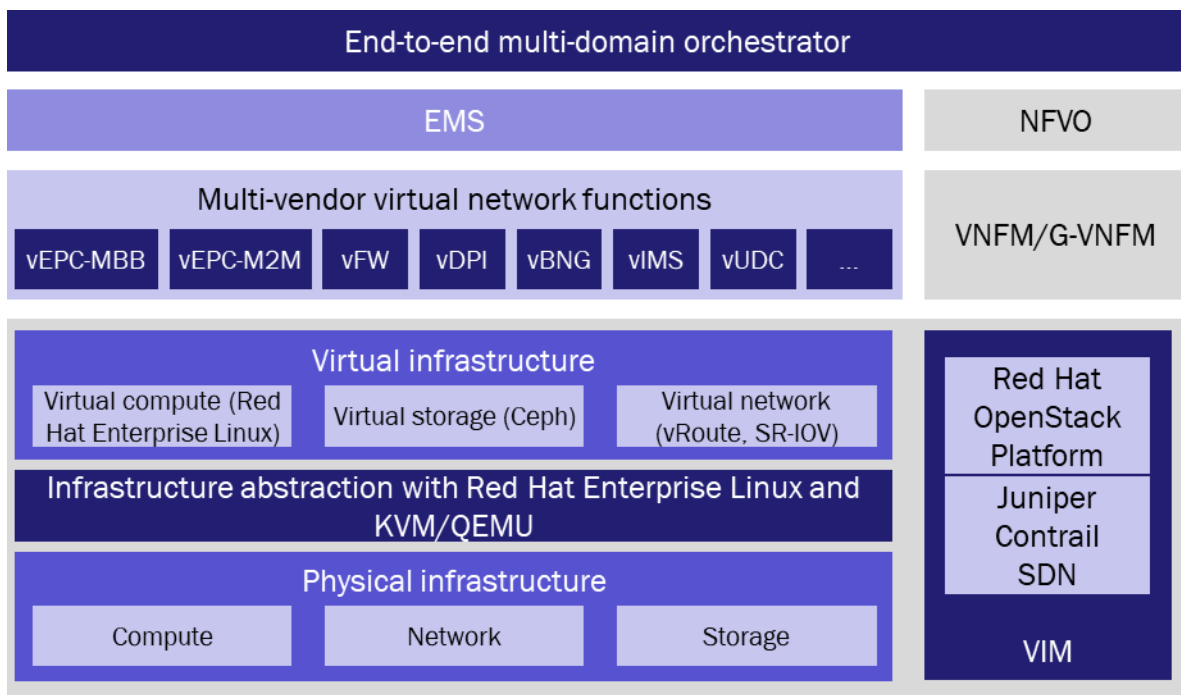 End-to-end multi-domain orchestrator
EMS
NFVO
Multi-vendor virtual network functions
vEPC-MBB
vEPC-M2M
vFW
vDPI
vBNG
vIMS
vUDC
...
VNFM/G-VNFM
Virtual infrastructure
Virtual compute (Red
Hat Enterprise Linux)
Virtual storage (Ceph)
Virtual network
(vRoute, SR-IOV)
Infrastructure abstraction with Red Hat Enterprise Linux and
KVM/QEMU
Physical infrastructure
Compute
Network
Storage
Red Hat
OpenStack
Platform
Juniper
Contrail
SDN
VIM